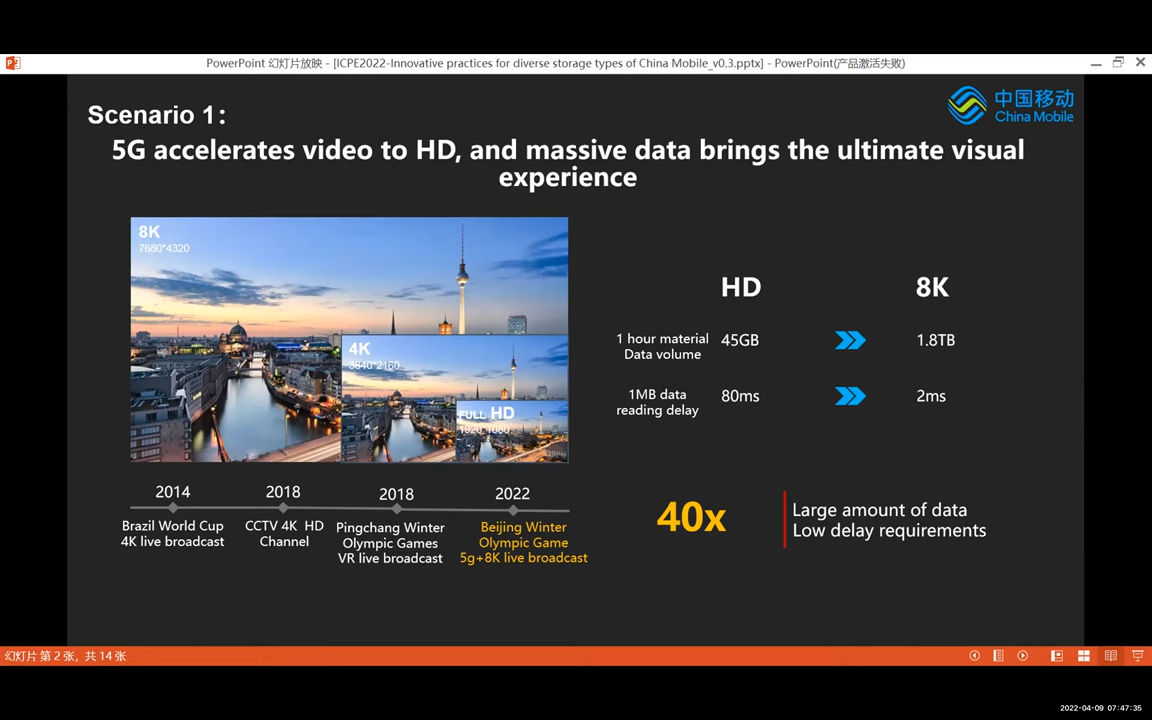 PowerPoint 幻灯片放映 - [ICPE2022-Innovative practices for diverse storage types of China Mobile_v0.3.pptx] - PowerPoint(产品激活失败)
Scenario 1：
中国移动
China Mobile
5G accelerates video to HD, and massive data brings the ultimate visual
experience
8K
7680*4320
4K
3840*2160
FULL HD
1920*1080
HD
8K
1 hour material
Data volume
45GB
1.8TB
1MB data
reading delay
80ms
2ms
2014
2018
2018
2022
Brazil World Cup
4K live broadcast
CCTV 4K HD
Channel
Pingchang Winter
Olympic Games
VR live broadcast
Beijing Winter
Olympic Game
5g+8K live broadcast
40x
Large amount of data
Low delay requirements
幻灯片 第 2 张，共 14 张
2022-04-09 07:47:35